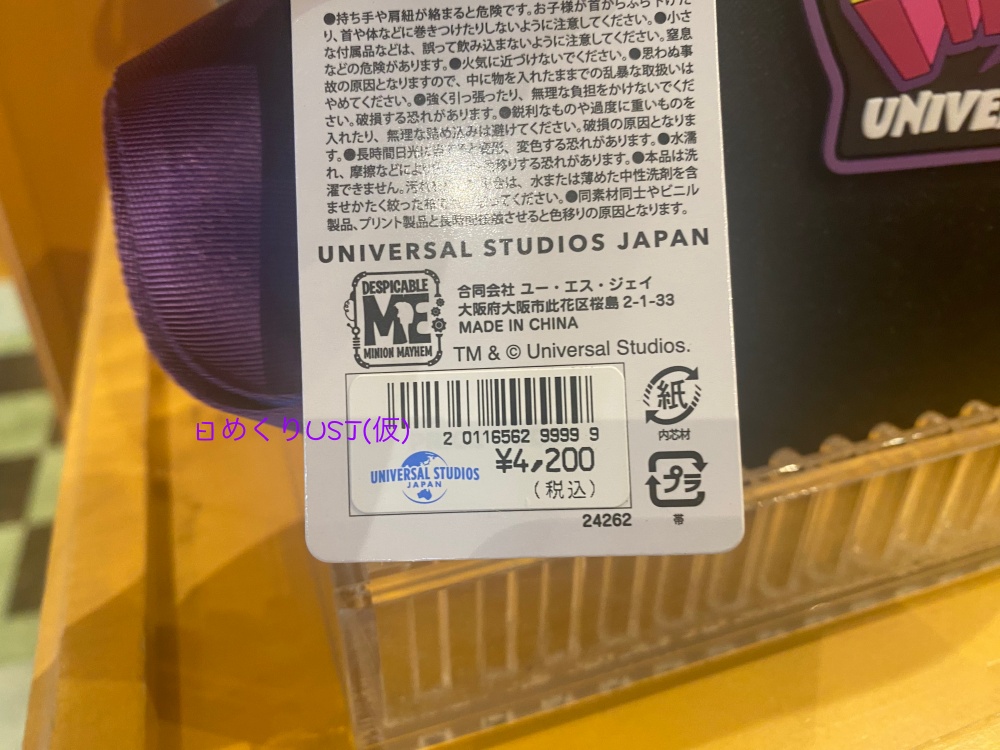 ●持ち手や肩紐が絡まると危険です。お子様が首からぶら下げた
り、首や体などに巻きつけたりしないように注意してください。●小さ
な付属品などは、誤って飲み込まないように注意してください。窒息
などの危険があります。●火気に近づけないでください。●思わぬ事
故の原因となりますので、中に物を入れたままでの乱暴な取扱いは
やめてください。●強く引っ張ったり、無理な負担をかけないでくだ
さい。破損する恐れがあります。●鋭利なものや過度に重いものを
入れたり、無理な詰め込みは避けてください。破損の原因となりま
す。●長時間日光に 変色する恐れがあります。●水濡
れ、摩擦などにより 色移りする恐れがあります。●本品は洗
濯できません。汚れ は、水または薄めた中性洗剤を含
ませかたく絞った布で ください。●同素材同士やビニル
製品、プリント製品と長時間接触させると色移りの原因となります。
UNIVERSAL STUDIOS JAPAN
DESPICABLE
ME
MINION MAYHEM
合同会社 ユー・エス・ジェイ
大阪府大阪市此花区桜島 2-1-33
MADE IN CHINA
TM & © Universal Studios.
2 0116562 9999 9
¥4,200
(税込)
UNIVERSAL STUDIOS
JAPAN
24262
紙
内芯材
プラ
帯
UNIVE
日めくりUSJ(仮)